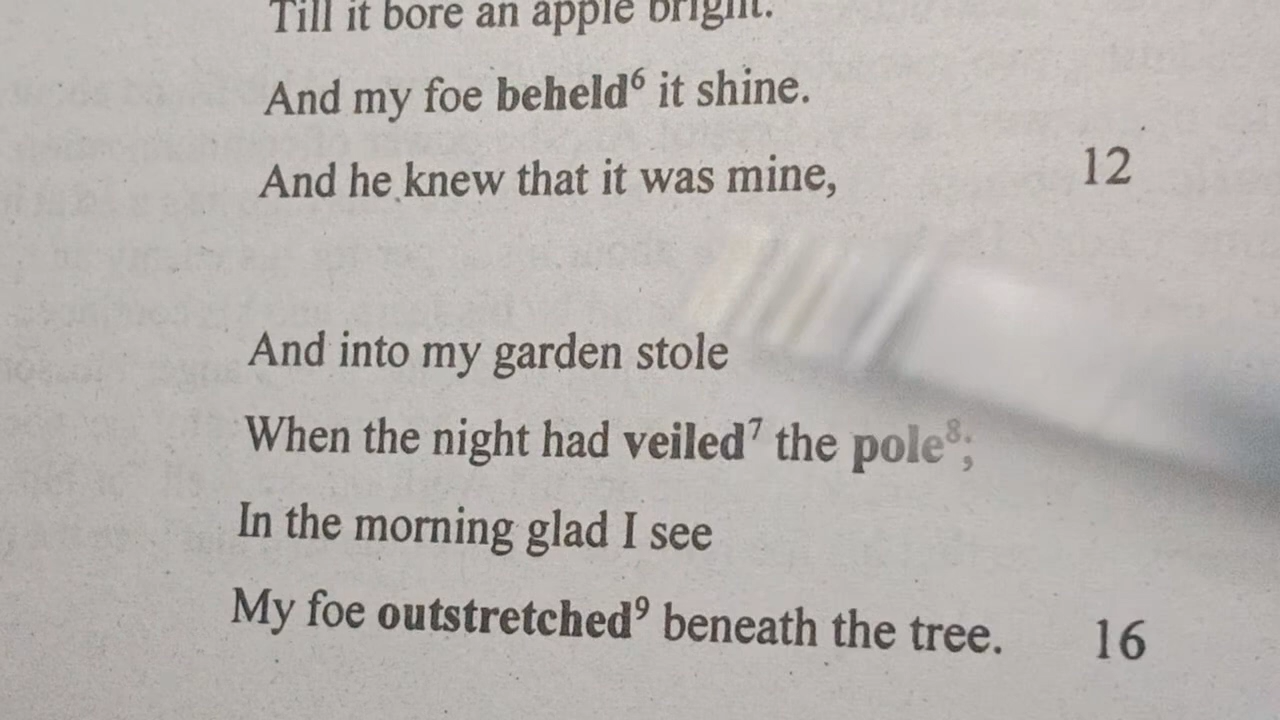 Till it bore an apple bright.
And my foe beheld⁶ it shine.
And he knew that it was mine, 12
And into my garden stole
When the night had veiled⁷ the pole⁸;
In the morning glad I see
My foe outstretched⁹ beneath the tree. 16